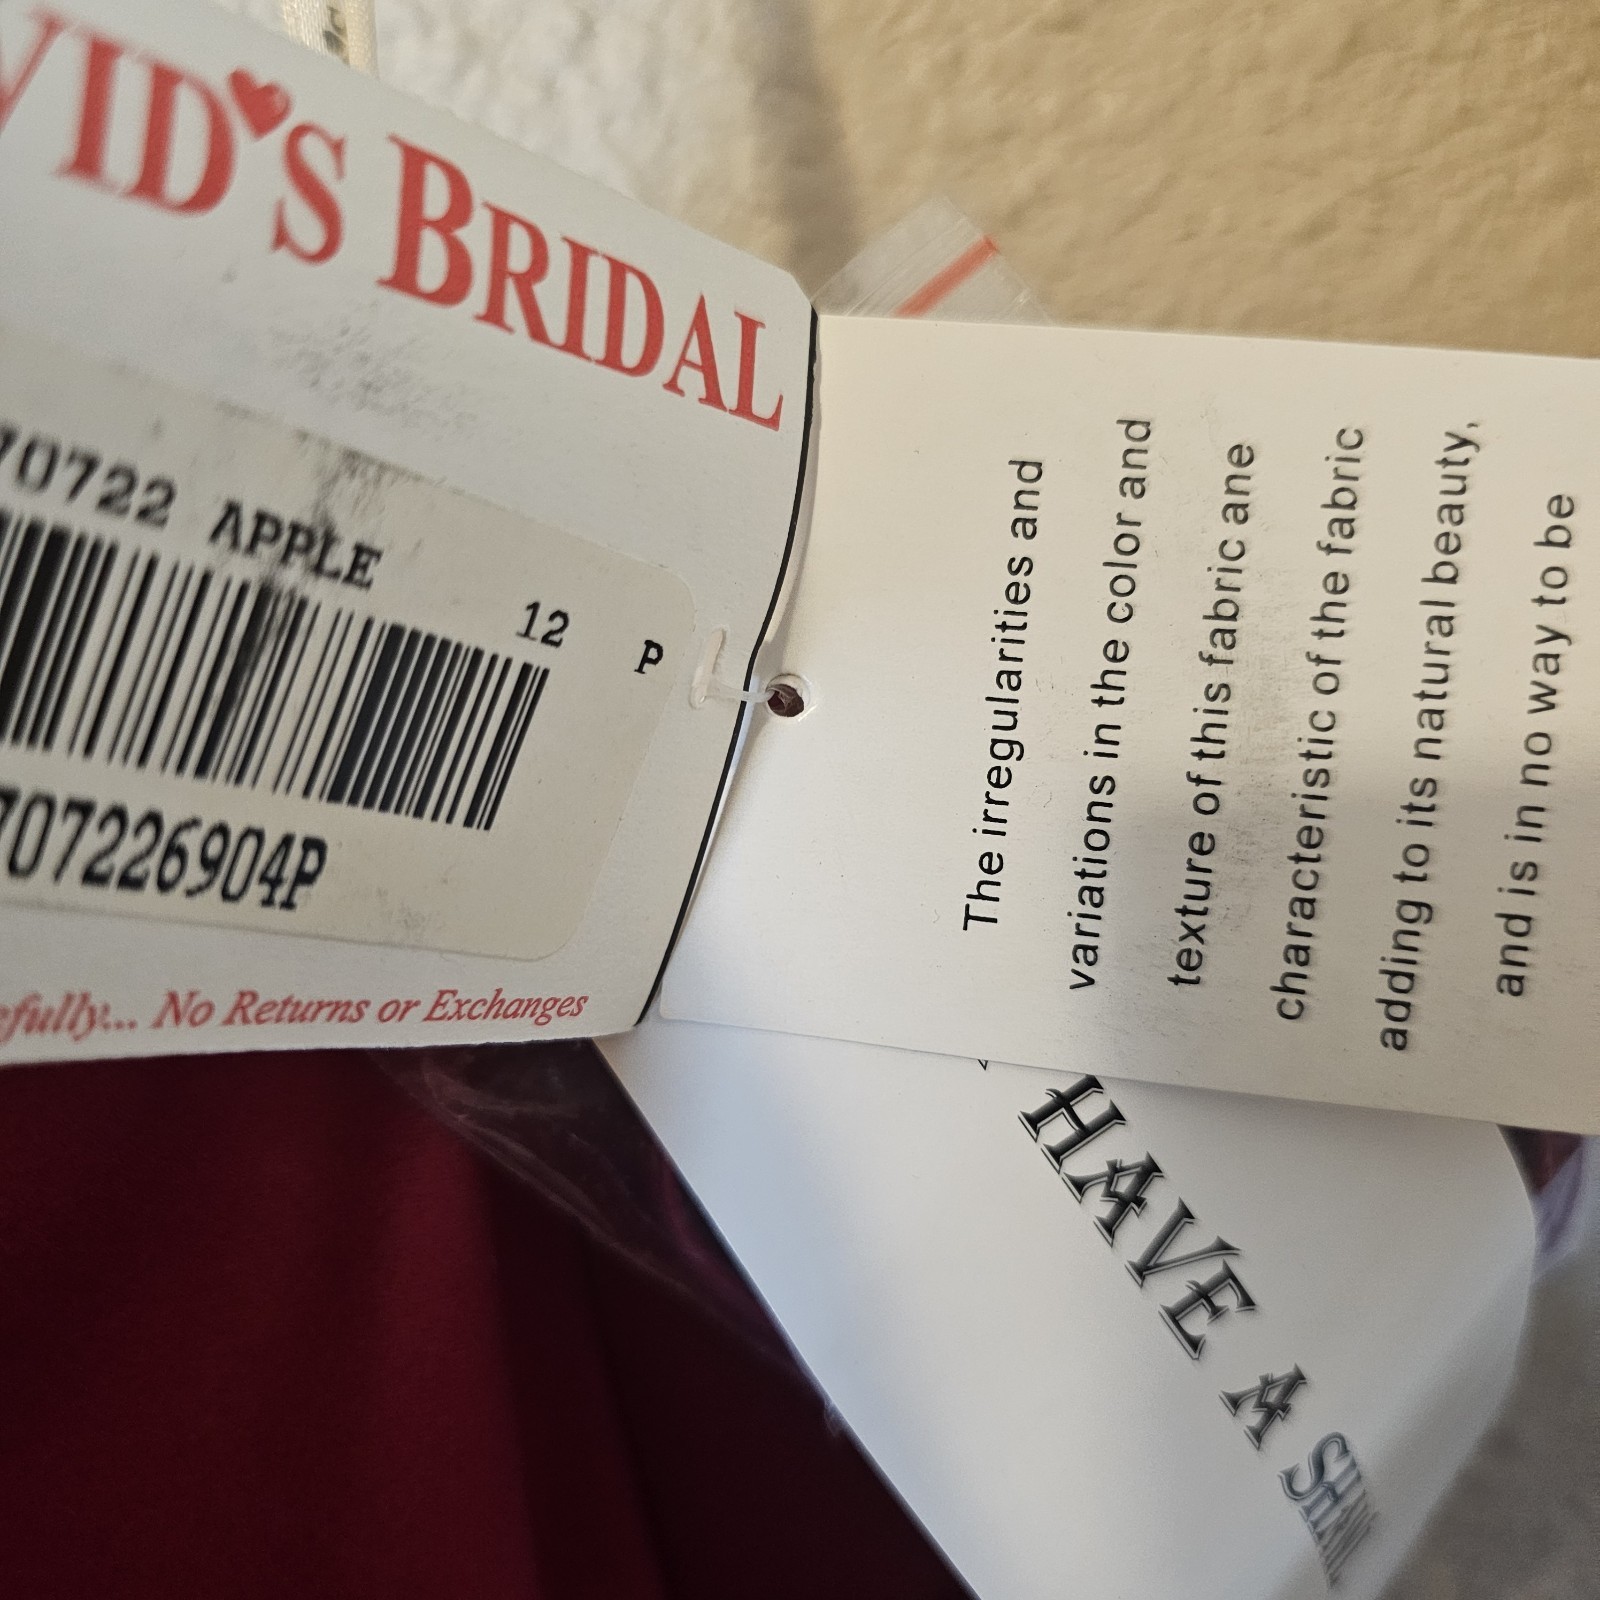 VID'S BRIDAL
70722 APPLE
12 P
707226904P
efully... No Returns or Exchanges
The irregularities and
variations in the color and
texture of this fabric ane
characteristic of the fabric
adding to its natural beauty,
and is in no way to be
HAVE A